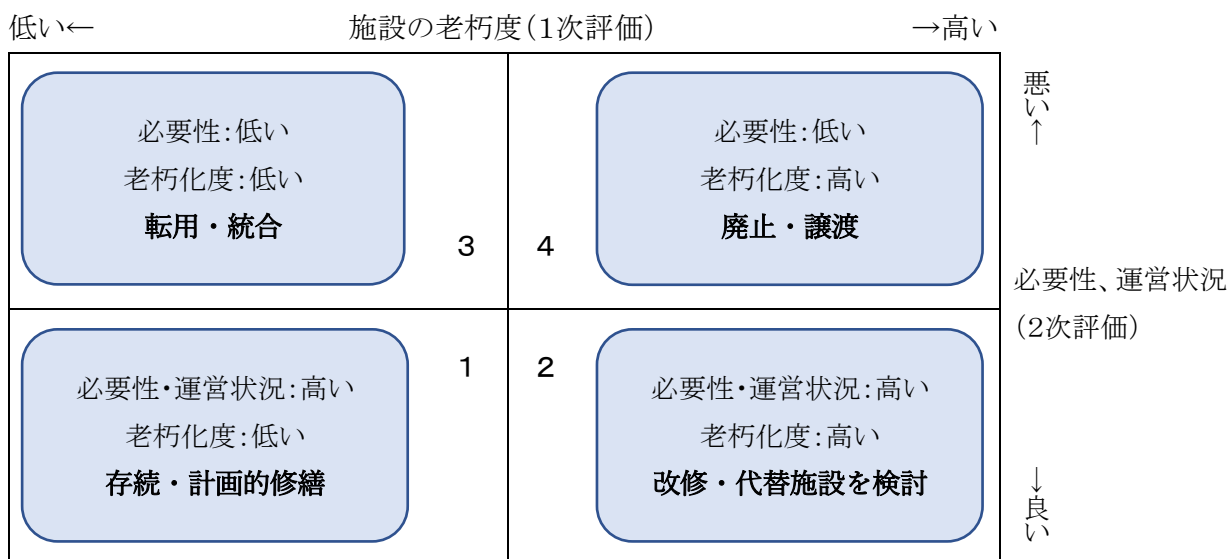 低い← 施設の老朽度(1次評価) →高い
必要性:低い
老朽化度:低い
転用・統合
3
4
必要性:低い
老朽化度:高い
廃止・譲渡
悪い↑
必要性、運営状況
(2次評価)
必要性・運営状況:高い
老朽化度:低い
存続・計画的修繕
1
2
必要性・運営状況:高い
老朽化度:高い
改修・代替施設を検討
↓良い